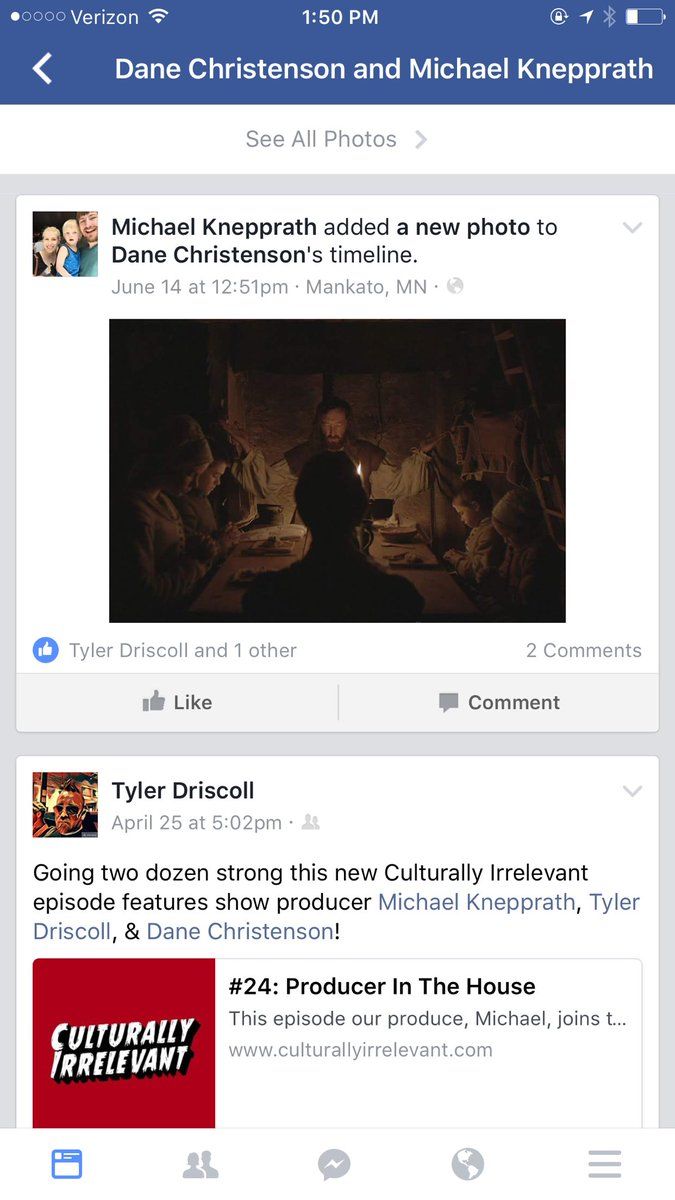 Verizon 1:50 PM
Dane Christenson and Michael Knepprath
See All Photos
Michael Knepprath added a new photo to
Dane Christenson's timeline.
June 14 at 12:51pm · Mankato, MN ·
Tyler Driscoll and 1 other 2 Comments
Like Comment
Tyler Driscoll
April 25 at 5:02pm ·
Going two dozen strong this new Culturally Irrelevant
episode features show producer Michael Knepprath, Tyler
Driscoll, & Dane Christenson!
#24: Producer In The House
This episode our produce, Michael, joins t...
www.culturallyirrelevant.com
CULTURALLY
IRRELEVANT